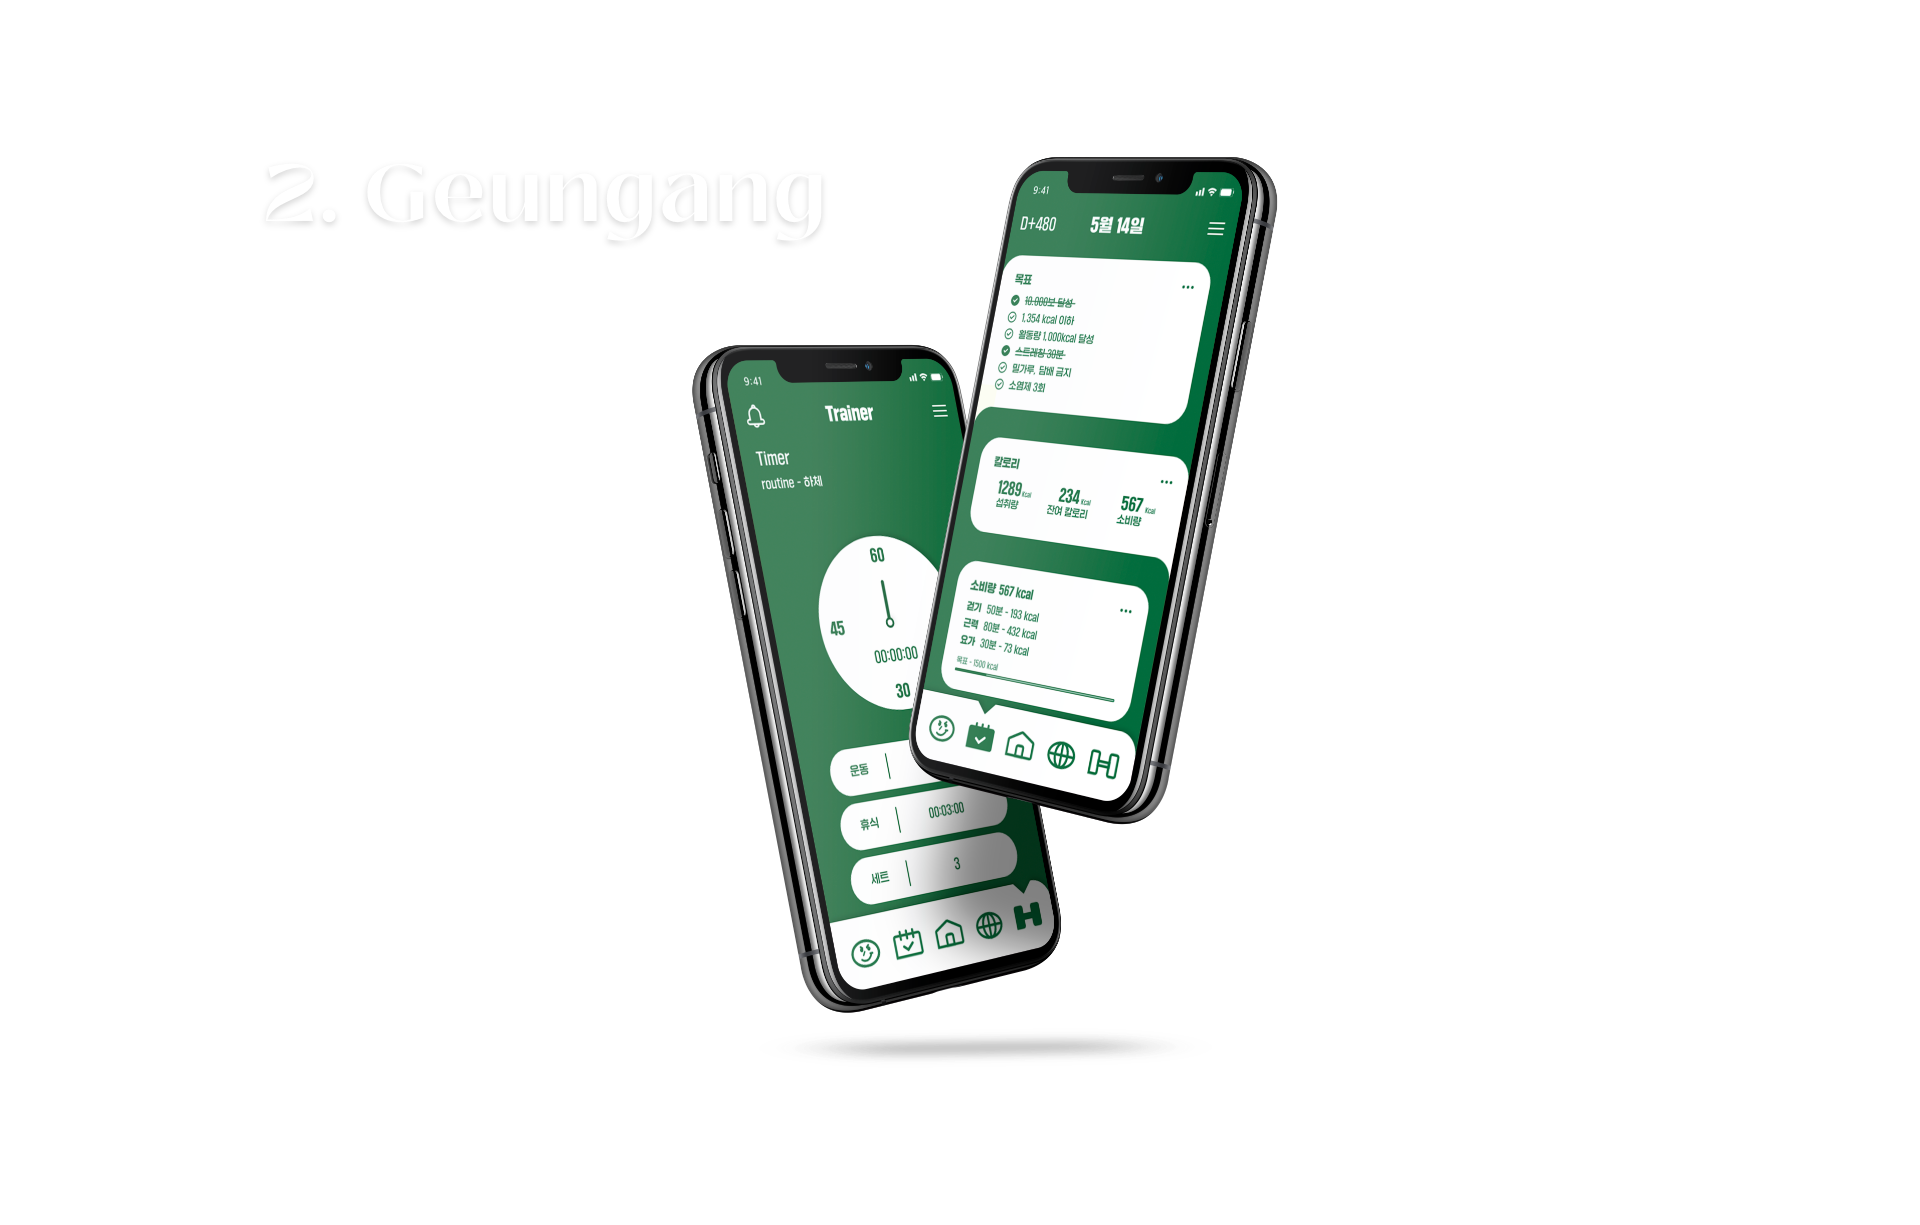 2. Geungang
9:41
D+480
5월 14일
목표
10.000보 달성
1,354 kcal 이하
활동량 1,000kcal 달성
스트레칭 30분
밀가루, 담배 금지
소염제 3회
칼로리
1289 Kcal
섭취량
234 Kcal
잔여 칼로리
567 Kcal
소비량
소비량 567 kcal
걷기 50분 - 193 kcal
근력 80분 - 432 kcal
요가 30분 - 73 kcal
목표 - 1500 kcal
9:41
Trainer
Timer
routine - 하체
60
45
00:00:00
30
운동
휴식 00:03:00
세트 3